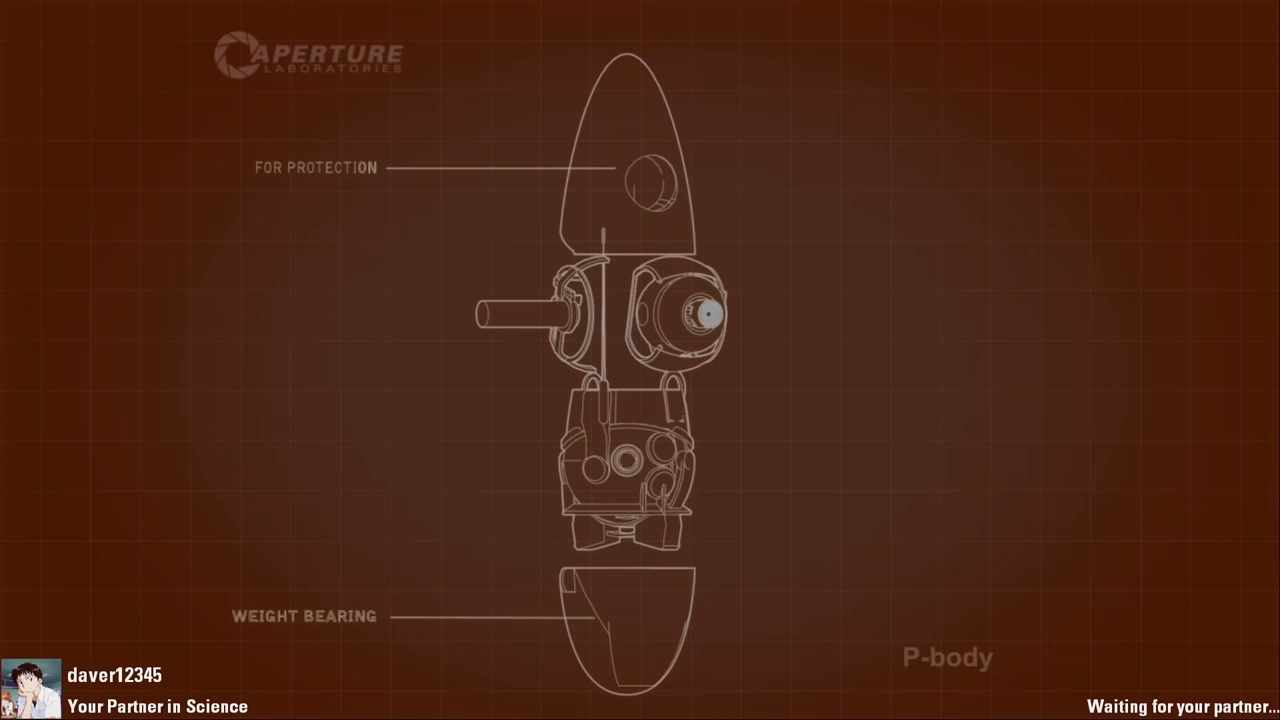 APERTURE
LABORATORIES
FOR PROTECTION
WEIGHT BEARING
P-body
daver12345
Your Partner in Science
Waiting for your partner...